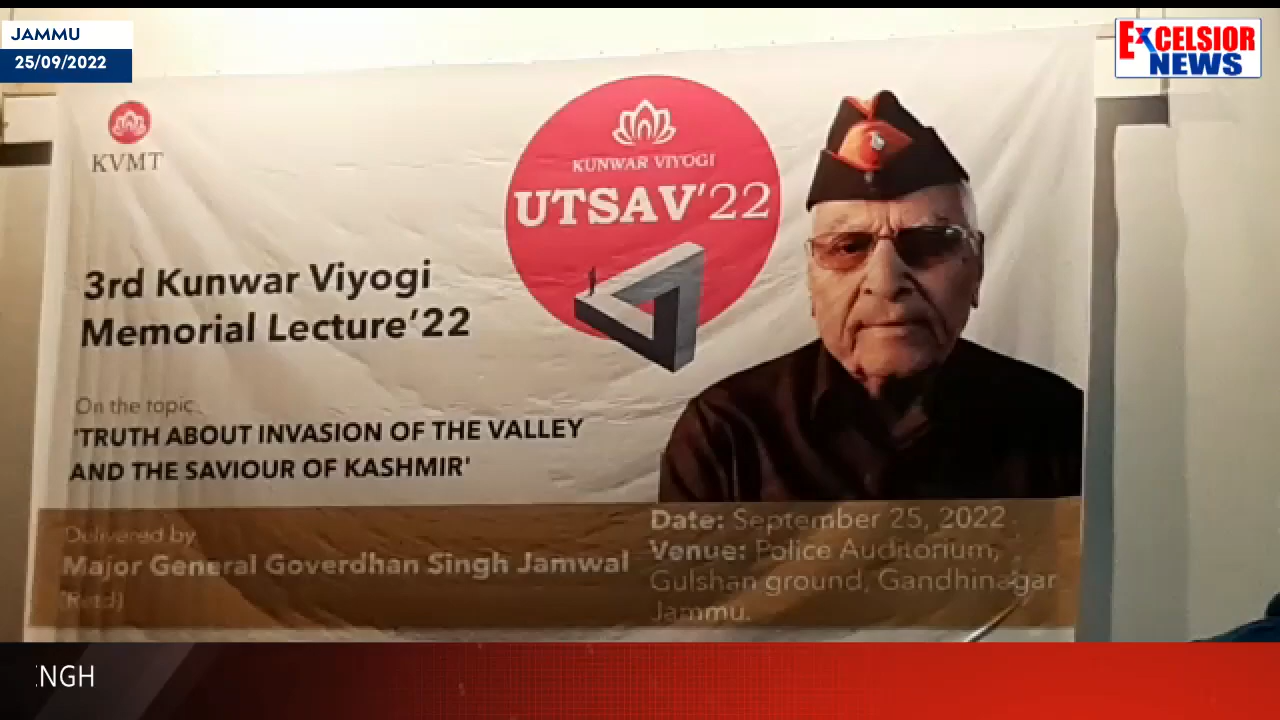 JAMMU
25/09/2022
EXCELSIOR
NEWS
KVMT
KUNWAR VIYOGI
UTSAV'22
3rd Kunwar Viyogi
Memorial Lecture'22
On the topic
'TRUTH ABOUT INVASION OF THE VALLEY
AND THE SAVIOUR OF KASHMIR'
Delivered by
Major General Goverdhan Singh Jamwal
(Retd)
Date: September 25, 2022
Venue: Police Auditorium,
Gulshan ground, Gandhinagar
Jammu.